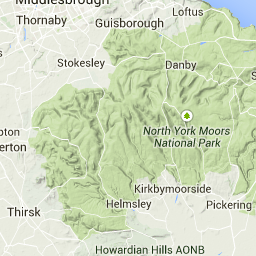 Middlesbrough
Loftus
Thornaby
Guisborough
Stokesley
Danby
North York Moors
National Park
Kirkbymoorside
Thirsk
Helmsley
Pickering
Howardian Hills AONB